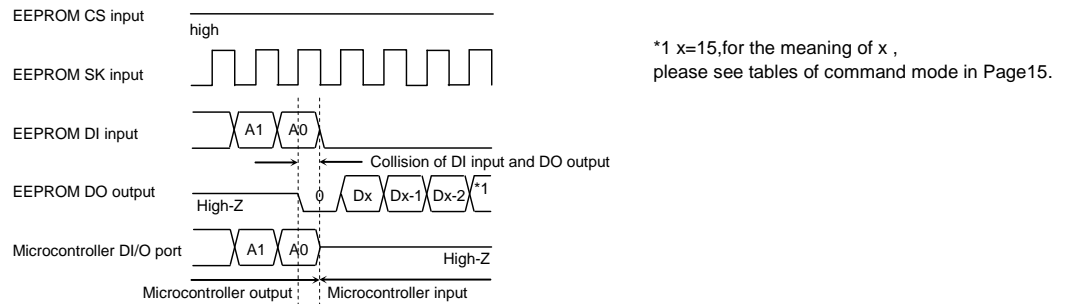 EEPROM CS input
high
*1 x=15,for the meaning of x ,
please see tables of command mode in Page15.
EEPROM SK input
EEPROM DI input
A1 A0
Collision of DI input and DO output
EEPROM DO output
High-Z
0 Dx Dx-1 Dx-2 *1
Microcontroller DI/O port
A1 A0
High-Z
Microcontroller output Microcontroller input